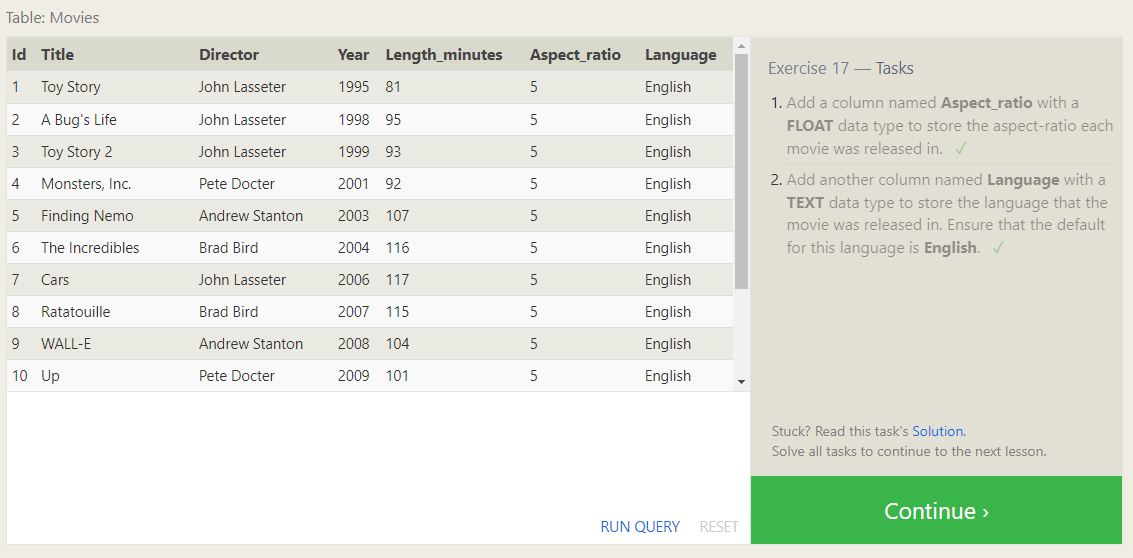 Table: Movies
Id Title Director Year Length_minutes Aspect_ratio Language
1 Toy Story John Lasseter 1995 81 5 English
2 A Bug's Life John Lasseter 1998 95 5 English
3 Toy Story 2 John Lasseter 1999 93 5 English
4 Monsters, Inc. Pete Docter 2001 92 5 English
5 Finding Nemo Andrew Stanton 2003 107 5 English
6 The Incredibles Brad Bird 2004 116 5 English
7 Cars John Lasseter 2006 117 5 English
8 Ratatouille Brad Bird 2007 115 5 English
9 WALL-E Andrew Stanton 2008 104 5 English
10 Up Pete Docter 2009 101 5 English
RUN QUERY RESET
Exercise 17 — Tasks
1. Add a column named Aspect_ratio with a
FLOAT data type to store the aspect-ratio each
movie was released in. ✓
2. Add another column named Language with a
TEXT data type to store the language that the
movie was released in. Ensure that the default
for this language is English. ✓
Stuck? Read this task's Solution.
Solve all tasks to continue to the next lesson.
Continue ›